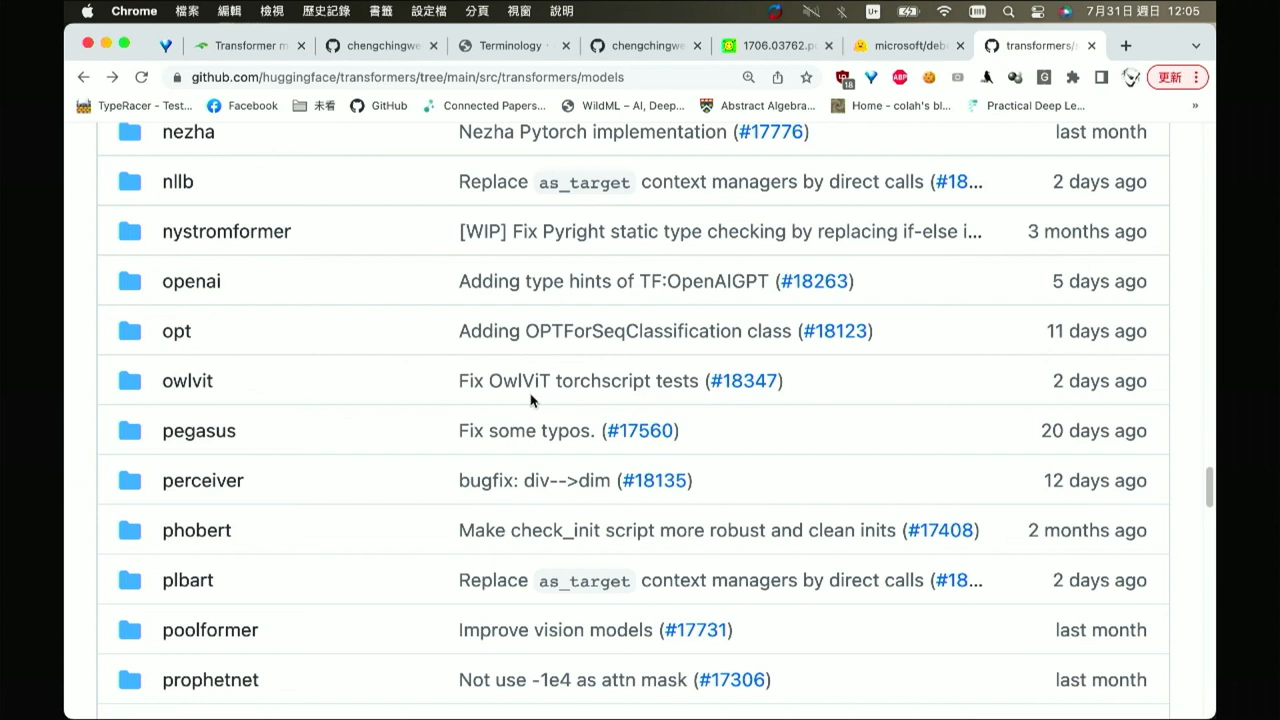 Chrome 檔案 編輯 檢視 歷史記錄 書籤 設定檔 分頁 視窗 說明 7月31日 週日 12:05
Transformer m chengchingwe Terminology chengchingwe 1706.03762.p microsoft/deb transformers/s
github.com/huggingface/transformers/tree/main/src/transformers/models 18 ABP 更新
TypeRacer - Test... Facebook 未看 GitHub Connected Papers... WildML – AI, Deep... Abstract Algebra... Home - colah's bl... Practical Deep Le... »
nezha Nezha Pytorch implementation (#17776) last month
nllb Replace as_target context managers by direct calls (#18... 2 days ago
nystromformer [WIP] Fix Pyright static type checking by replacing if-else i... 3 months ago
openai Adding type hints of TF:OpenAIGPT (#18263) 5 days ago
opt Adding OPTForSeqClassification class (#18123) 11 days ago
owlvit Fix OwlViT torchscript tests (#18347) 2 days ago
pegasus Fix some typos. (#17560) 20 days ago
perceiver bugfix: div-->dim (#18135) 12 days ago
phobert Make check_init script more robust and clean inits (#17408) 2 months ago
plbart Replace as_target context managers by direct calls (#18... 2 days ago
poolformer Improve vision models (#17731) last month
prophetnet Not use -1e4 as attn mask (#17306) last month